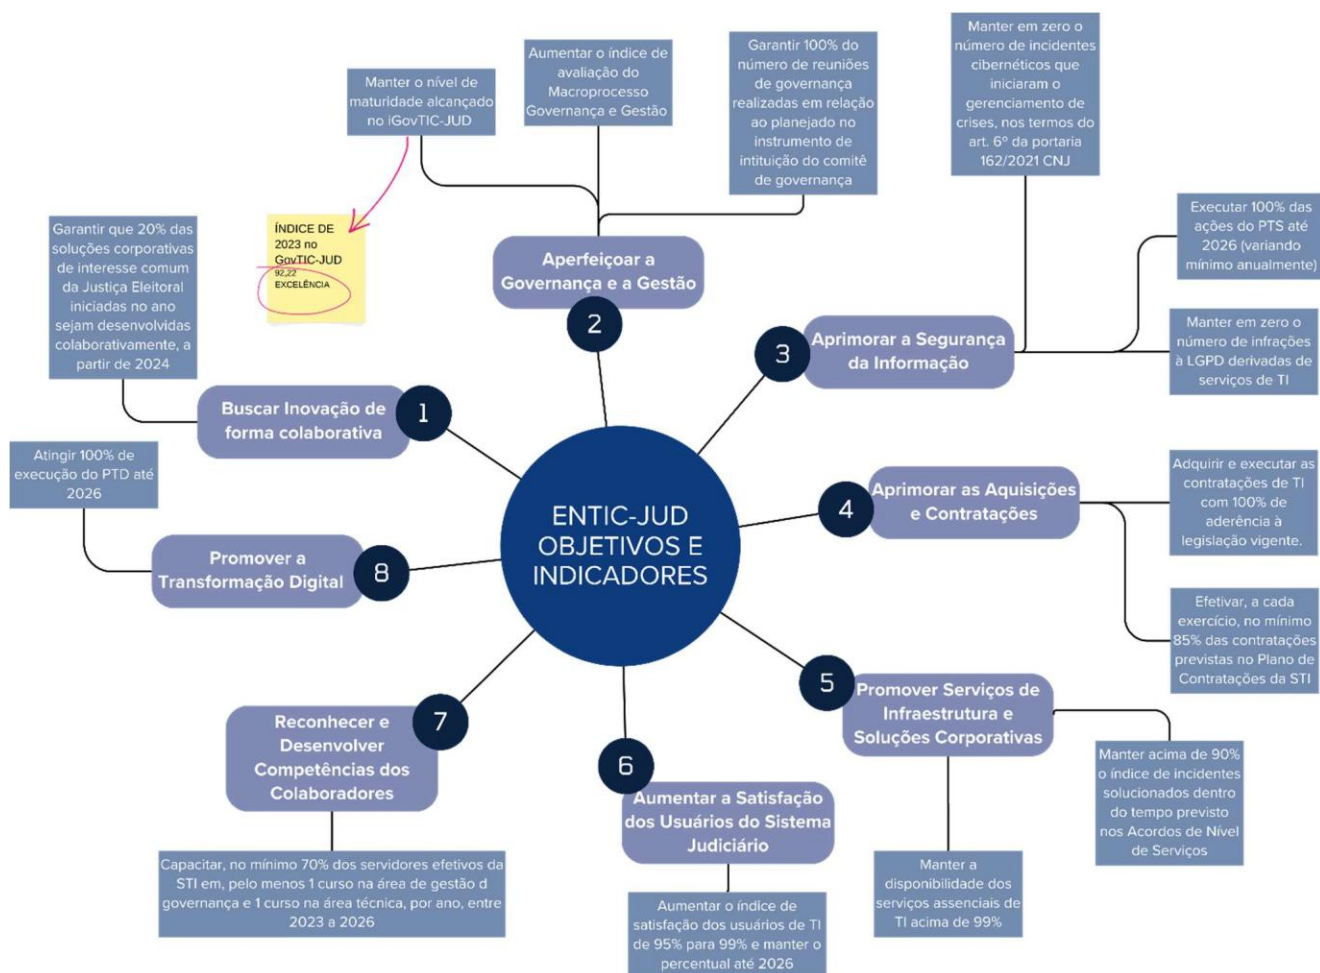 ENTIC-JUD
OBJETIVOS E
INDICADORES
1
Buscar Inovação de
forma colaborativa
Garantir que 20% das
soluções corporativas
de interesse comum
da Justiça Eleitoral
iniciadas no ano
sejam desenvolvidas
colaborativamente, a
partir de 2024
2
Aperfeiçoar a
Governança e a Gestão
Manter o nível de
maturidade alcançado
no iGovTIC-JUD
ÍNDICE DE
2023 no
GovTIC-JUD
92,22
EXCELÊNCIA
Aumentar o índice de
avaliação do
Macroprocesso
Governança e Gestão
Garantir 100% do
número de reuniões
de governança
realizadas em relação
ao planejado no
instrumento de
intituição do comitê
de governança
3
Aprimorar a Segurança
da Informação
Manter em zero o
número de incidentes
cibernéticos que
iniciaram o
gerenciamento de
crises, nos termos do
art. 6º da portaria
162/2021 CNJ
Executar 100% das
ações do PTS até
2026 (variando
mínimo anualmente)
Manter em zero o
número de infrações
à LGPD derivadas de
serviços de TI
4
Aprimorar as Aquisições
e Contratações
Adquirir e executar as
contratações de TI
com 100% de
aderência à
legislação vigente.
Efetivar, a cada
exercício, no mínimo
85% das contratações
previstas no Plano de
Contratações da STI
5
Promover Serviços de
Infraestrutura e
Soluções Corporativas
Manter acima de 90%
o índice de incidentes
solucionados dentro
do tempo previsto
nos Acordos de Nível
de Serviços
Manter a
disponibilidade dos
serviços assenciais de
TI acima de 99%
6
Aumentar a Satisfação
dos Usuários do Sistema
Judiciário
Aumentar o índice de
satisfação dos usuários de TI
de 95% para 99% e manter o
percentual até 2026
7
Reconhecer e
Desenvolver
Competências dos
Colaboradores
Capacitar, no mínimo 70% dos servidores efetivos da
STI em, pelo menos 1 curso na área de gestão d
governança e 1 curso na área técnica, por ano, entre
2023 a 2026
8
Promover a
Transformação Digital
Atingir 100% de
execução do PTD até
2026